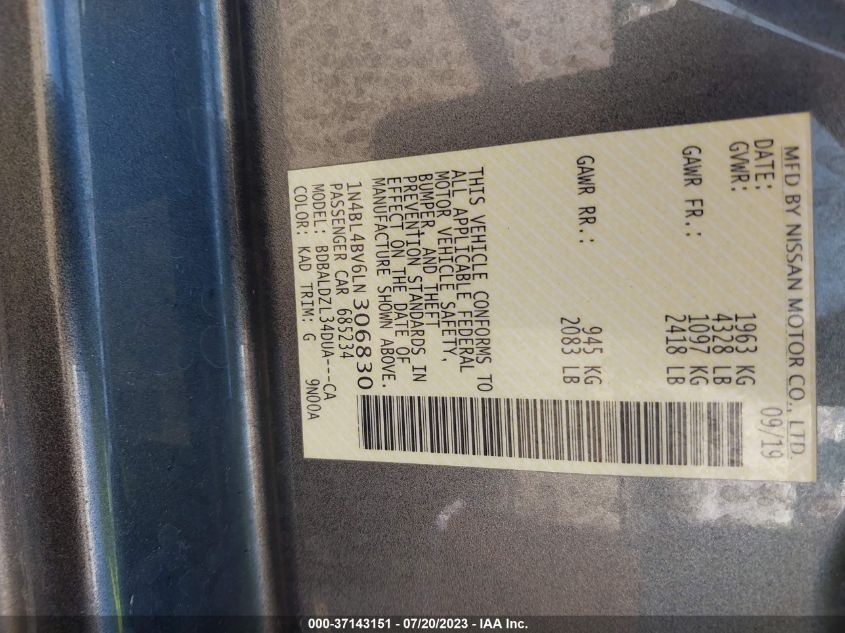 MFD BY NISSAN MOTOR CO., LTD.
DATE: 09/19
GVWR: 1963 KG
4328 LB
GAWR FR.: 1097 KG
2418 LB
GAWR RR.: 945 KG
2083 LB
THIS VEHICLE CONFORMS TO
ALL APPLICABLE FEDERAL
MOTOR VEHICLE SAFETY,
BUMPER, AND THEFT
PREVENTION STANDARDS IN
EFFECT ON THE DATE OF
MANUFACTURE SHOWN ABOVE.
1N4BL4BV6LN306830
PASSENGER CAR 685234
MODEL: BDBALDZL34DUA---CA
COLOR: KAD TRIM: G 9N00A
000-37143151 - 07/20/2023 - IAA Inc.